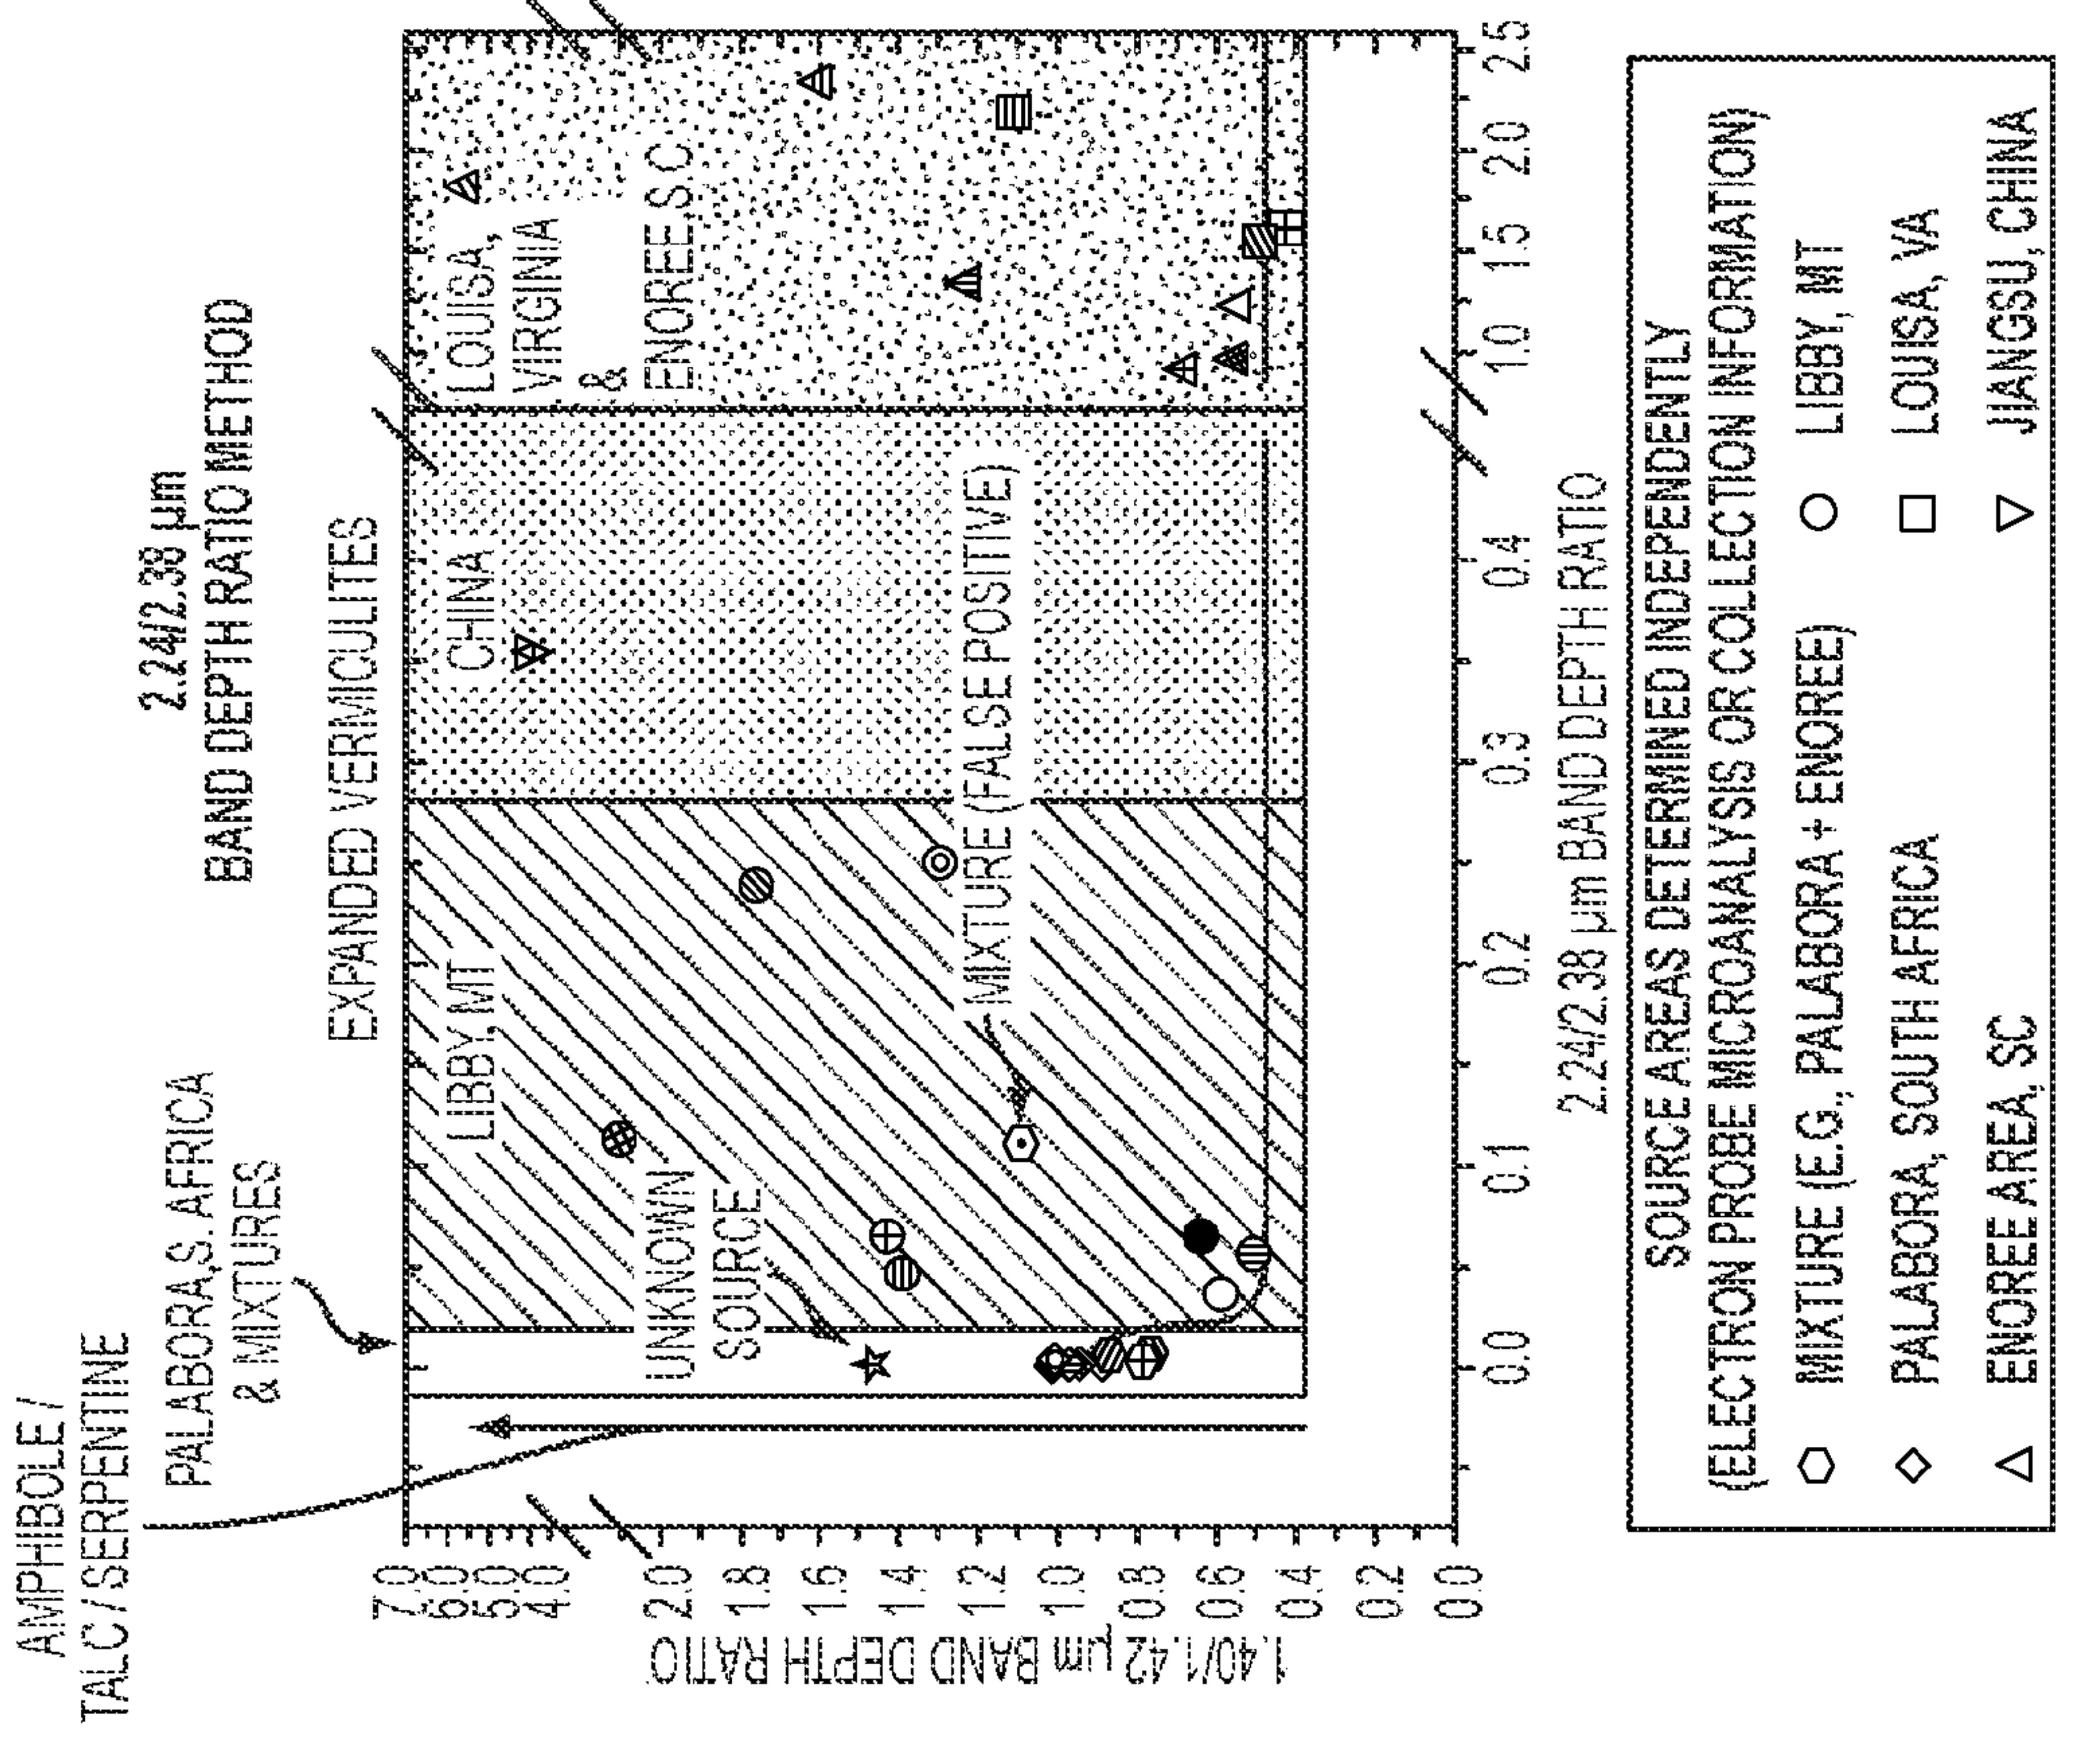 2.24/2.38 µm
BAND DEPTH RATIO METHOD
EXPANDED VERMICULITES
AMPHIBOLE /
TALC / SERPENTINE
PALABORA,S. AFRICA
& MIXTURES
LIBBY,MT
CHINA
LOUISA,
VIRGINIA
&
ENOREE S C
UNKNOWN
SOURCE
MIXTURE (FALSE POSITIVE)
7.0
6.0
5.0
4.0
2.0
1.8
1.6
1.4
1.2
1.0
0.8
0.6
0.4
0.2
0.0
1.40/1.42 µm BAND DEPTH RATIO
0.0 0.1 0.2 0.3 0.4 1.0 1.5 2.0 2.5
2.24/2.38 µm BAND DEPTH RATIO
SOURCE AREAS DETERMINED INDEPENDENTLY
(ELECTRON PROBE MICROANALYSIS OR COLLECTION INFORMATION)
MIXTURE (E.G., PALABORA + ENOREE) LIBBY, MT
PALABORA, SOUTH AFRICA LOUISA, VA
ENOREE AREA, SC JIANGSU, CHINA